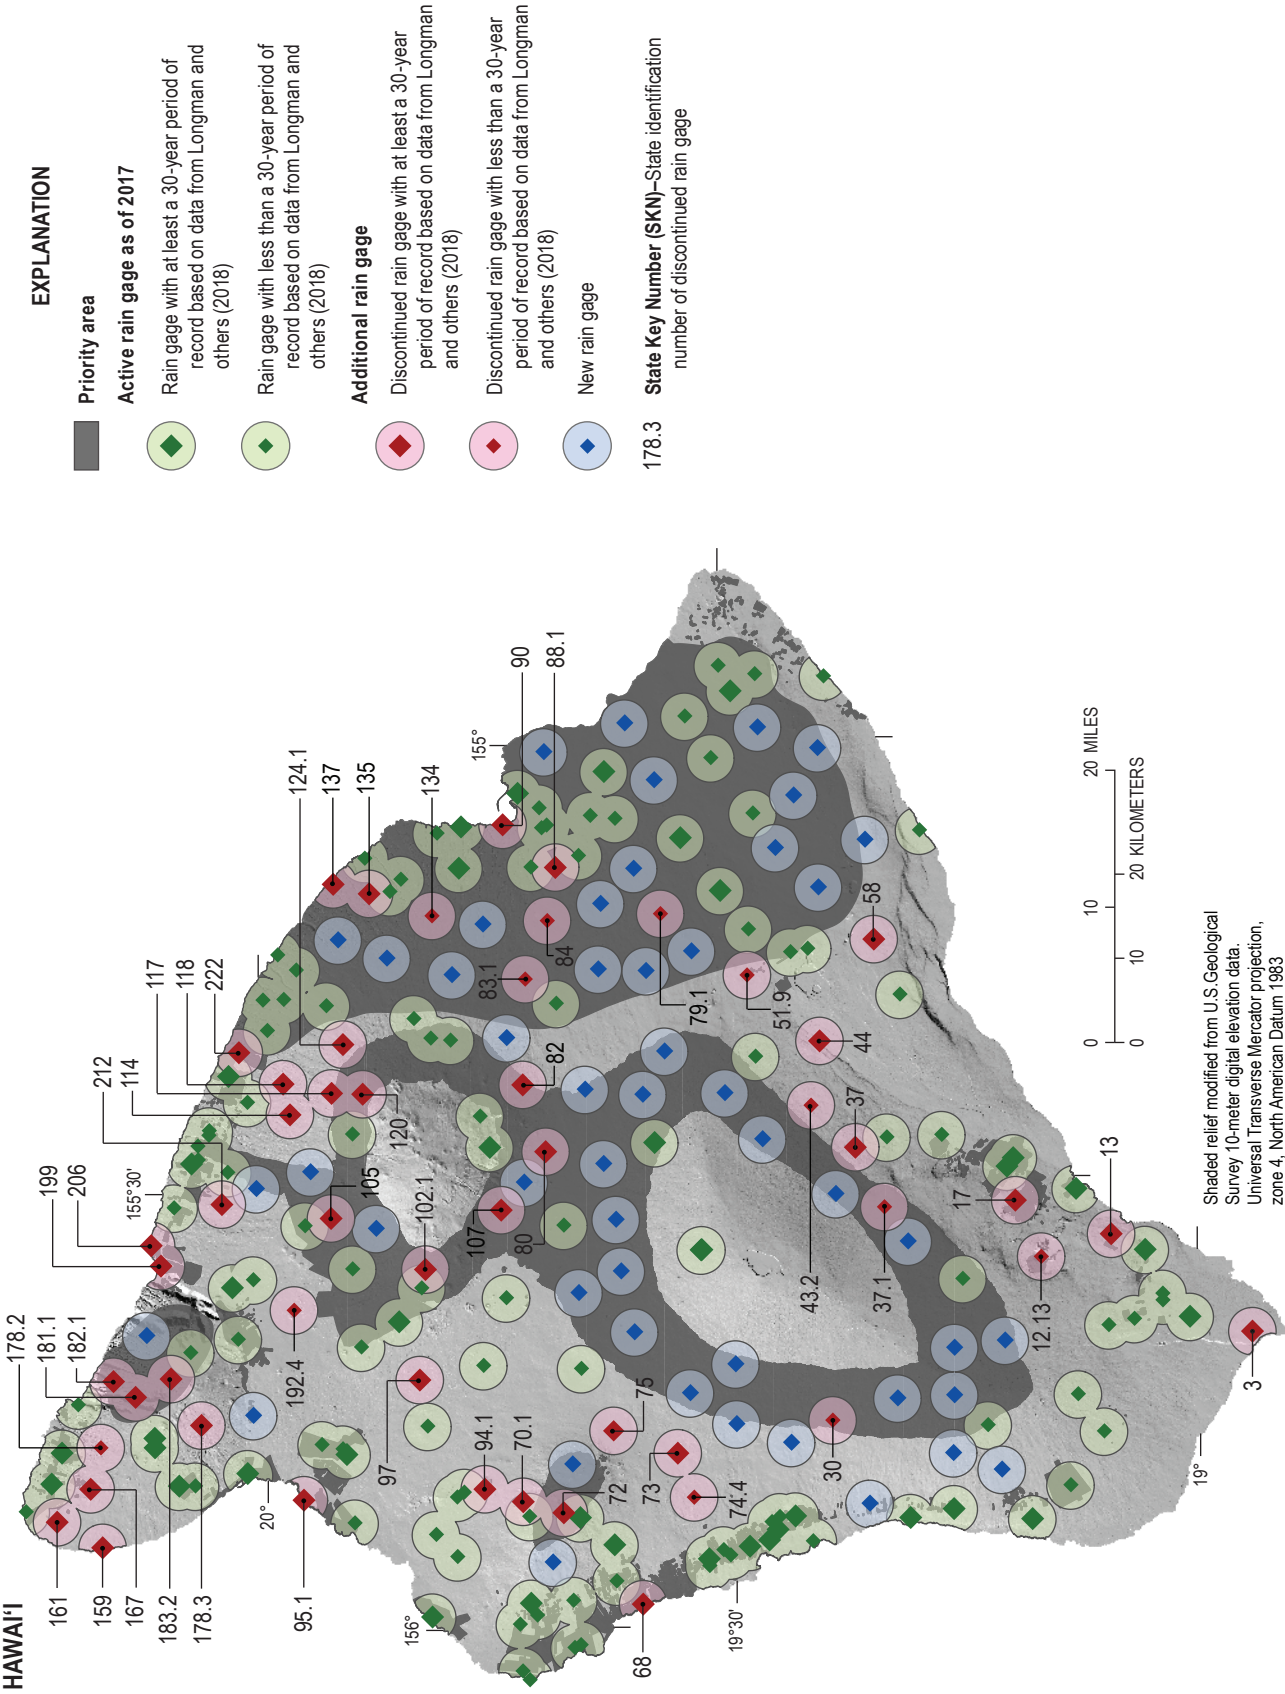 HAWAI‘I
EXPLANATION
Priority area
Active rain gage as of 2017
Rain gage with at least a 30-year period of
record based on data from Longman and
others (2018)
Rain gage with less than a 30-year period of
record based on data from Longman and
others (2018)
Additional rain gage
Discontinued rain gage with at least a 30-year
period of record based on data from Longman
and others (2018)
Discontinued rain gage with less than a 30-year
period of record based on data from Longman
and others (2018)
New rain gage
178.3 State Key Number (SKN)–State identification
number of discontinued rain gage
161
159
167
183.2
178.3
95.1
178.2
181.1
182.1
199
206
155°30'
212
114
117
118
222
124.1
137
135
134
155°
90
88.1
20°
192.4
97
105
102.1
120
107
80
82
83.1
84
79.1
51.9
58
156°
94.1
70.1
72
75
73
74.4
68
19°30'
30
43.2
37.1
37
44
17
12.13
13
3
19°
0 10 20 MILES
0 10 20 KILOMETERS
Shaded relief modified from U.S.Geological
Survey 10-meter digital elevation data.
Universal Transverse Mercator projection,
zone 4, North American Datum 1983